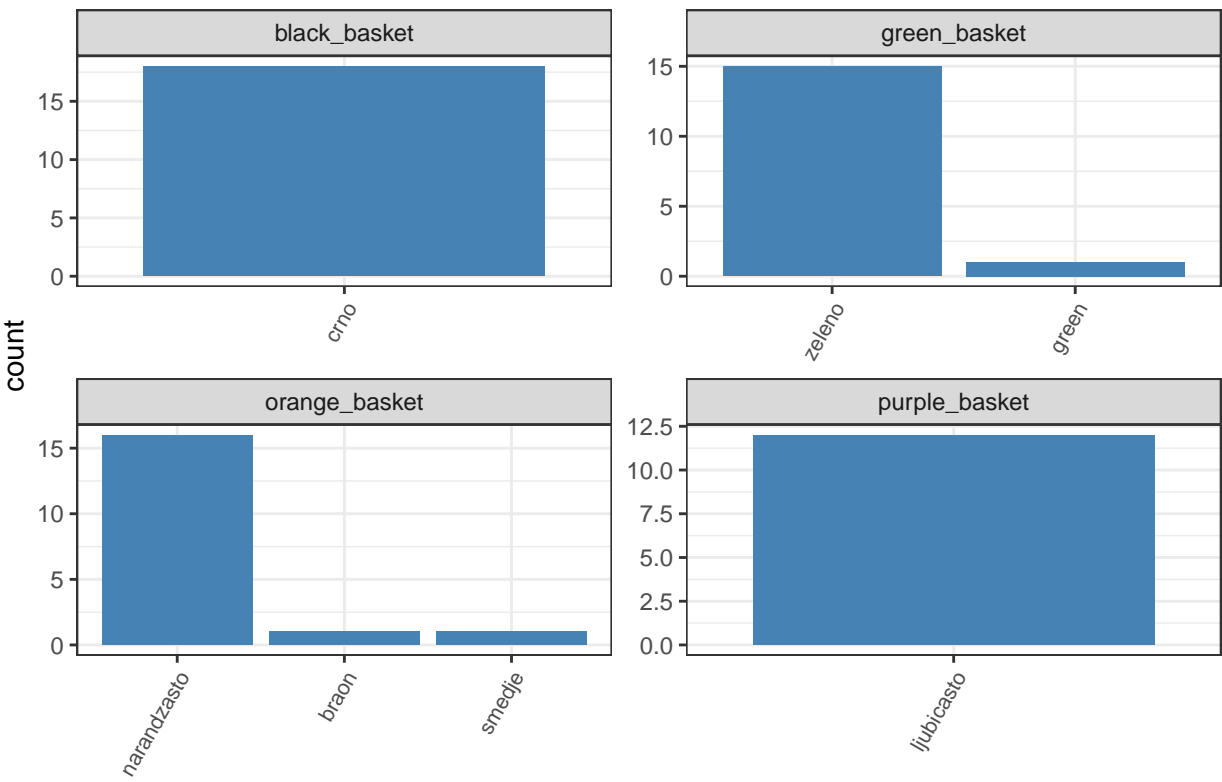 black_basket
15
10
5
0
crno
green_basket
15
10
5
0
zeleno
green
count
orange_basket
15
10
5
0
narandzasto
braon
smedje
purple_basket
12.5
10.0
7.5
5.0
2.5
0.0
ljubicasto